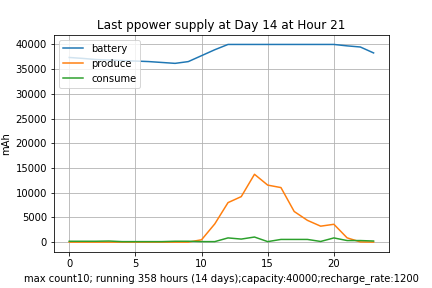 Last ppower supply at Day 14 at Hour 21
40000
35000
30000
25000
20000
15000
10000
5000
0
mAh
battery
produce
consume
0 5 10 15 20
max count10; running 358 hours (14 days);capacity:40000;recharge_rate:1200